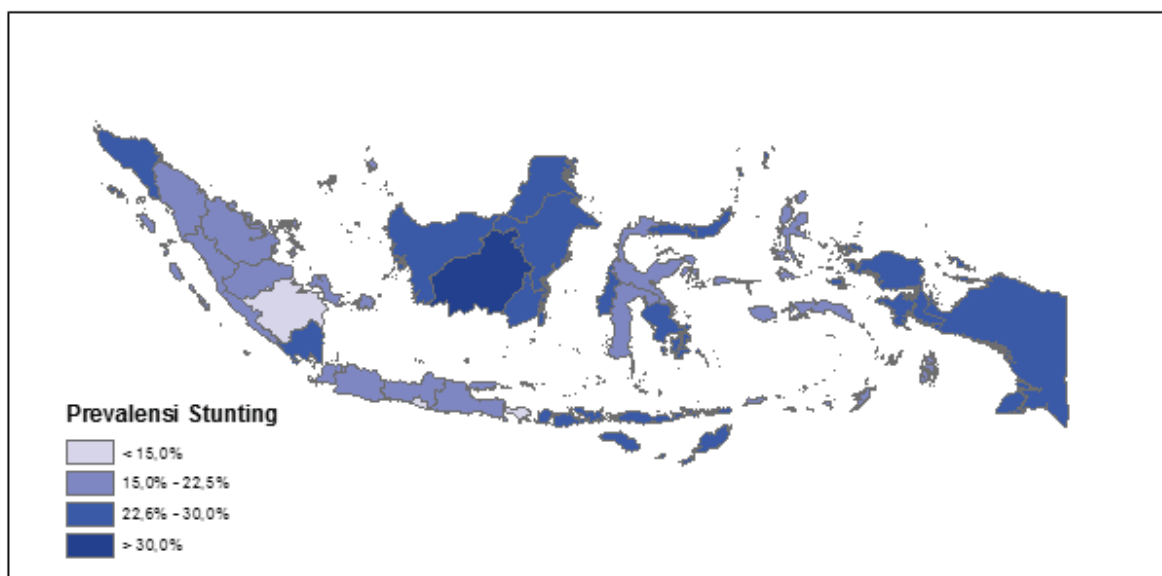 Prevalensi Stunting
< 15,0%
15,0% - 22,5%
22,6% - 30,0%
> 30,0%